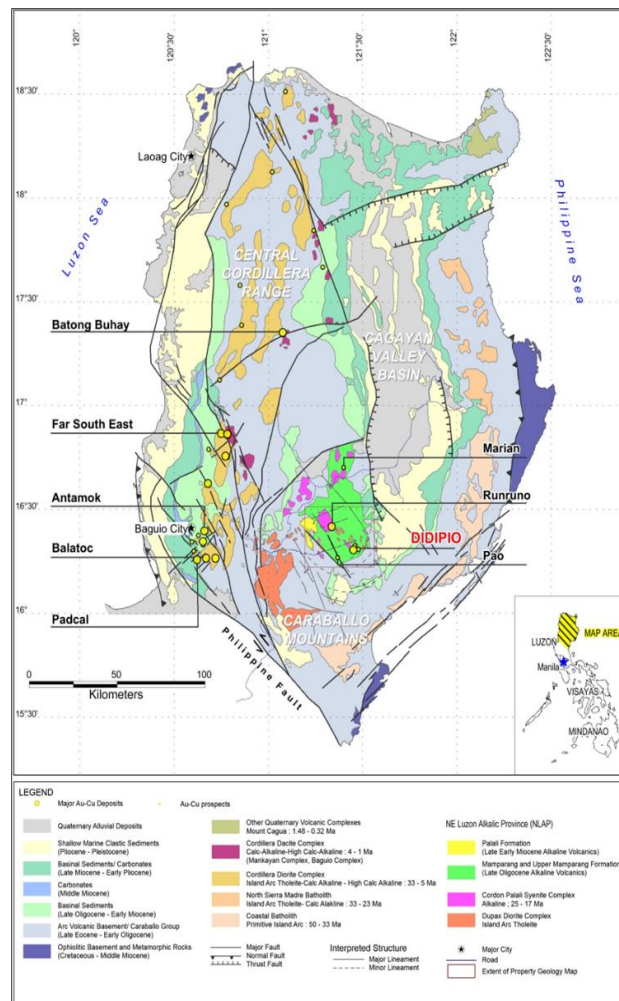 120°
120°30'
121°
121°30'
122°
122°30'
18°30'
Laoag City
18°
Luzon Sea
Philippine Sea
CENTRAL
CORDILLERA
RANGE
17°30'
Batong Buhay
CAGAYAN
VALLEY
BASIN
17°
Far South East
Marian
16°30'
Antamok
Runruno
Baguio City
DIDIPIO
Balatoc
Pao
16°
Padcal
CARABALLO
MOUNTAINS
Philippine Fault
0 50 100
Kilometers
15°30'
MAP AREA
LUZON
Manila
VISAYAS
MINDANAO
LEGEND
Major Au-Cu Deposits
Au-Cu prospects
Quaternary Alluvial Deposits
Shallow Marine Clastic Sediments
(Pliocene - Pleistocene)
Basinal Sediments/ Carbonates
(Late Miocene - Early Pliocene)
Carbonates
(Middle Miocene)
Basinal Sediments
(Late Oligocene - Early Miocene)
Arc Volcanic Basement/ Caraballo Group
(Late Eocene - Early Oligocene)
Ophiolitic Basement and Metamorphic Rocks
(Cretaceous - Middle Miocene)
Other Quaternary Volcanic Complexes
Mount Cagua : 1.48 - 0.32 Ma
Cordillera Dacite Complex
Calc-Alkaline-High Calc-Alkaline : 4 - 1 Ma
(Mankayan Complex, Baguio Complex)
Cordillera Diorite Complex
Island Arc Tholeite-Calc Alkaline - High Calc Alkaline : 33 - 5 Ma
North Sierra Madre Batholith
Island Arc Tholeite- Calc Alakline : 33 - 23 Ma
Coastal Batholith
Primitive Island Arc : 50 - 33 Ma
Major Fault
Normal Fault
Thrust Fault
Interpreted Structure
Major Lineament
Minor Lineament
NE Luzon Alkalic Province (NLAP)
Palali Formation
(Late Early Miocene Alkaline Volcanics)
Mamparang and Upper Mamparang Formation
(Late Oligocene Alkaline Volcanics)
Cordon Palali Syenite Complex
Alkaline : 25 - 17 Ma
Dupax Diorite Complex
Island Arc Tholeite
Major City
Road
Extent of Property Geology Map